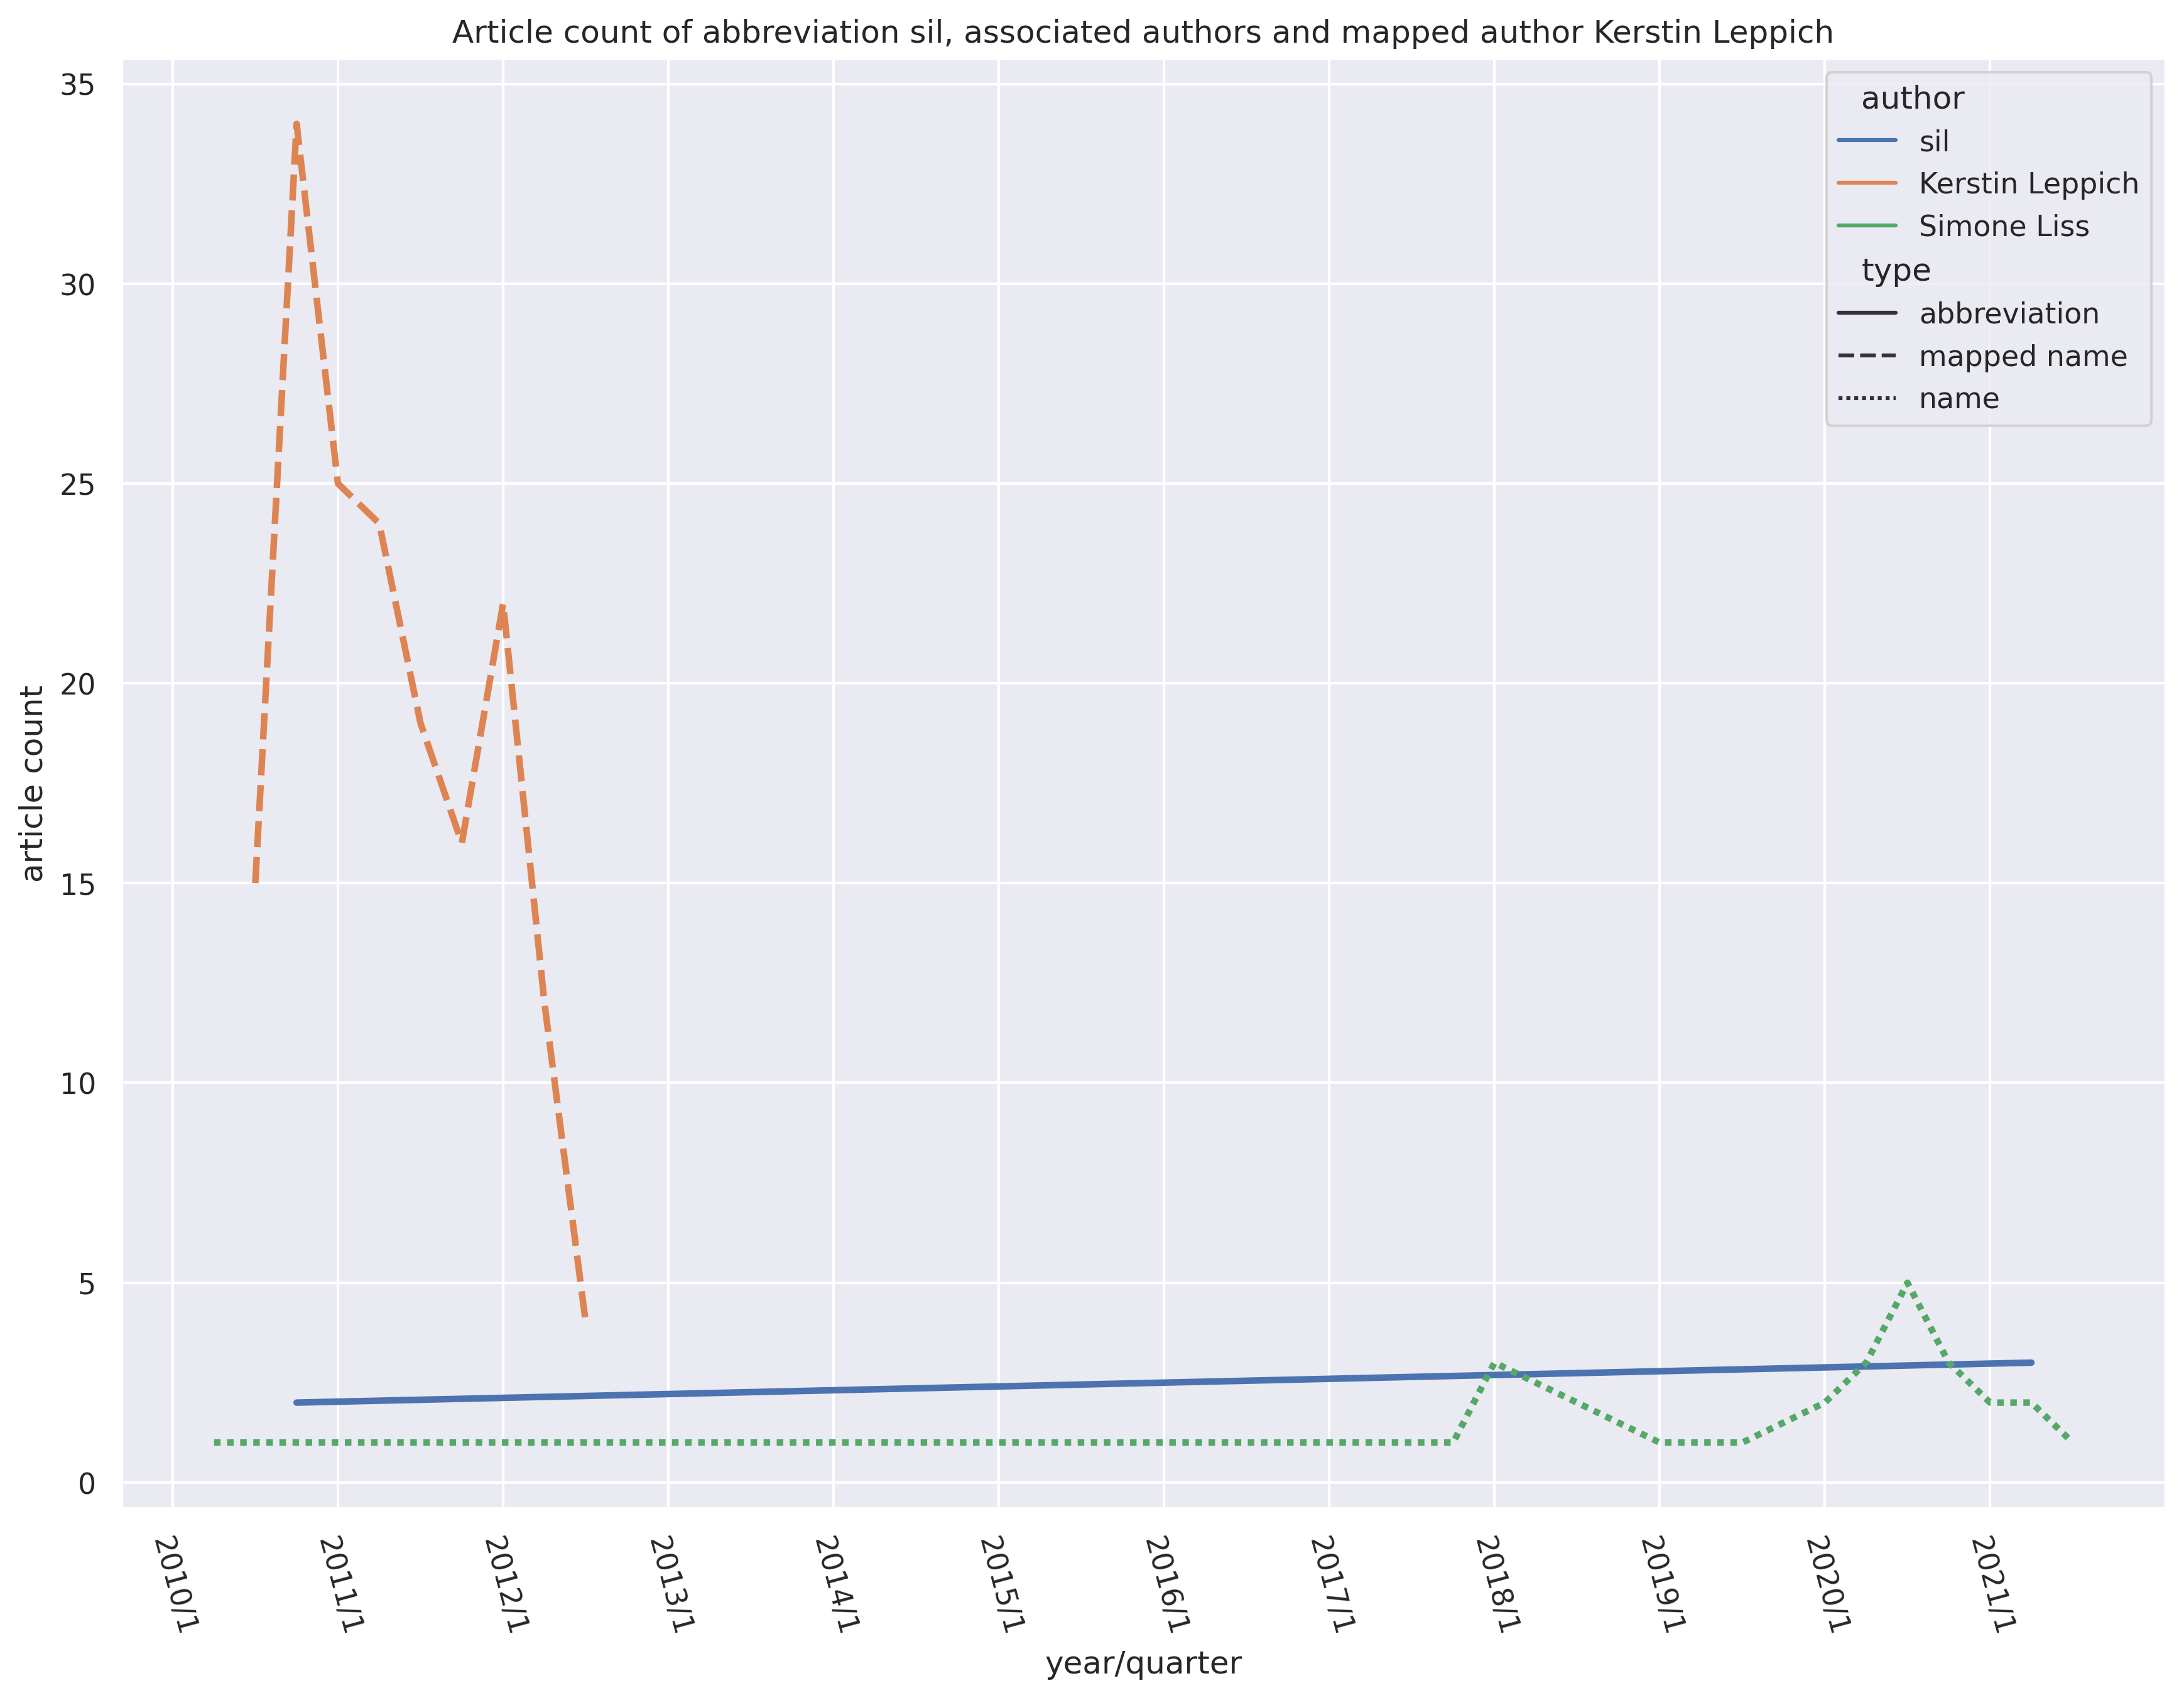 Article count of abbreviation sil, associated authors and mapped author Kerstin Leppich
35
30
25
20
15
10
5
0
article count
author
sil
Kerstin Leppich
Simone Liss
type
abbreviation
mapped name
name
2010/1
2011/1
2012/1
2013/1
2014/1
2015/1
2016/1
2017/1
2018/1
2019/1
2020/1
2021/1
year/quarter